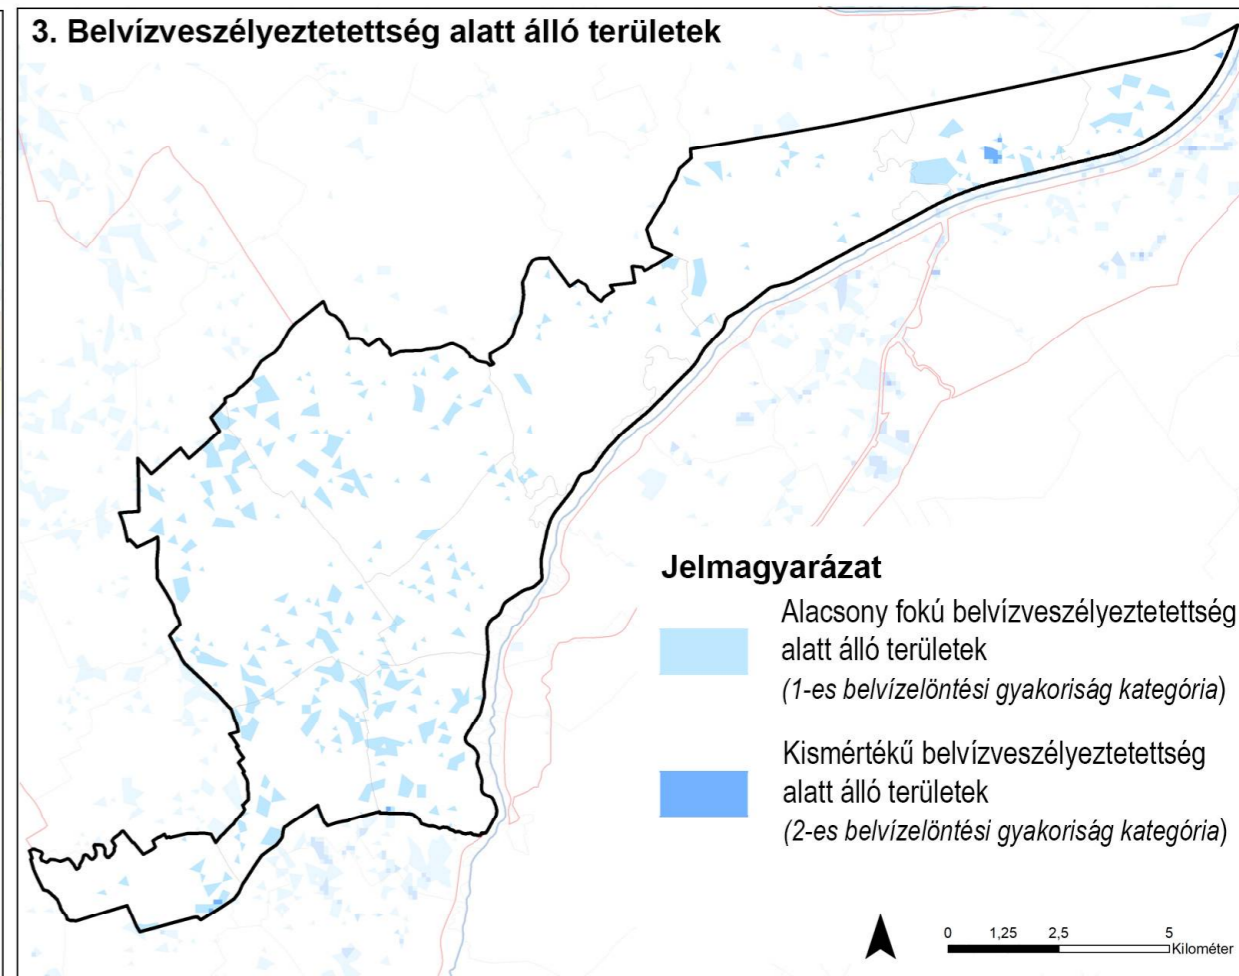 3. Belvízveszélyeztetettség alatt álló területek
Jelmagyarázat
Alacsony fokú belvízveszélyeztetettség
alatt álló területek
(1-es belvízelöntési gyakoriság kategória)
Kismértékű belvízveszélyeztetettség
alatt álló területek
(2-es belvízelöntési gyakoriság kategória)
0 1,25 2,5 5
Kilométer